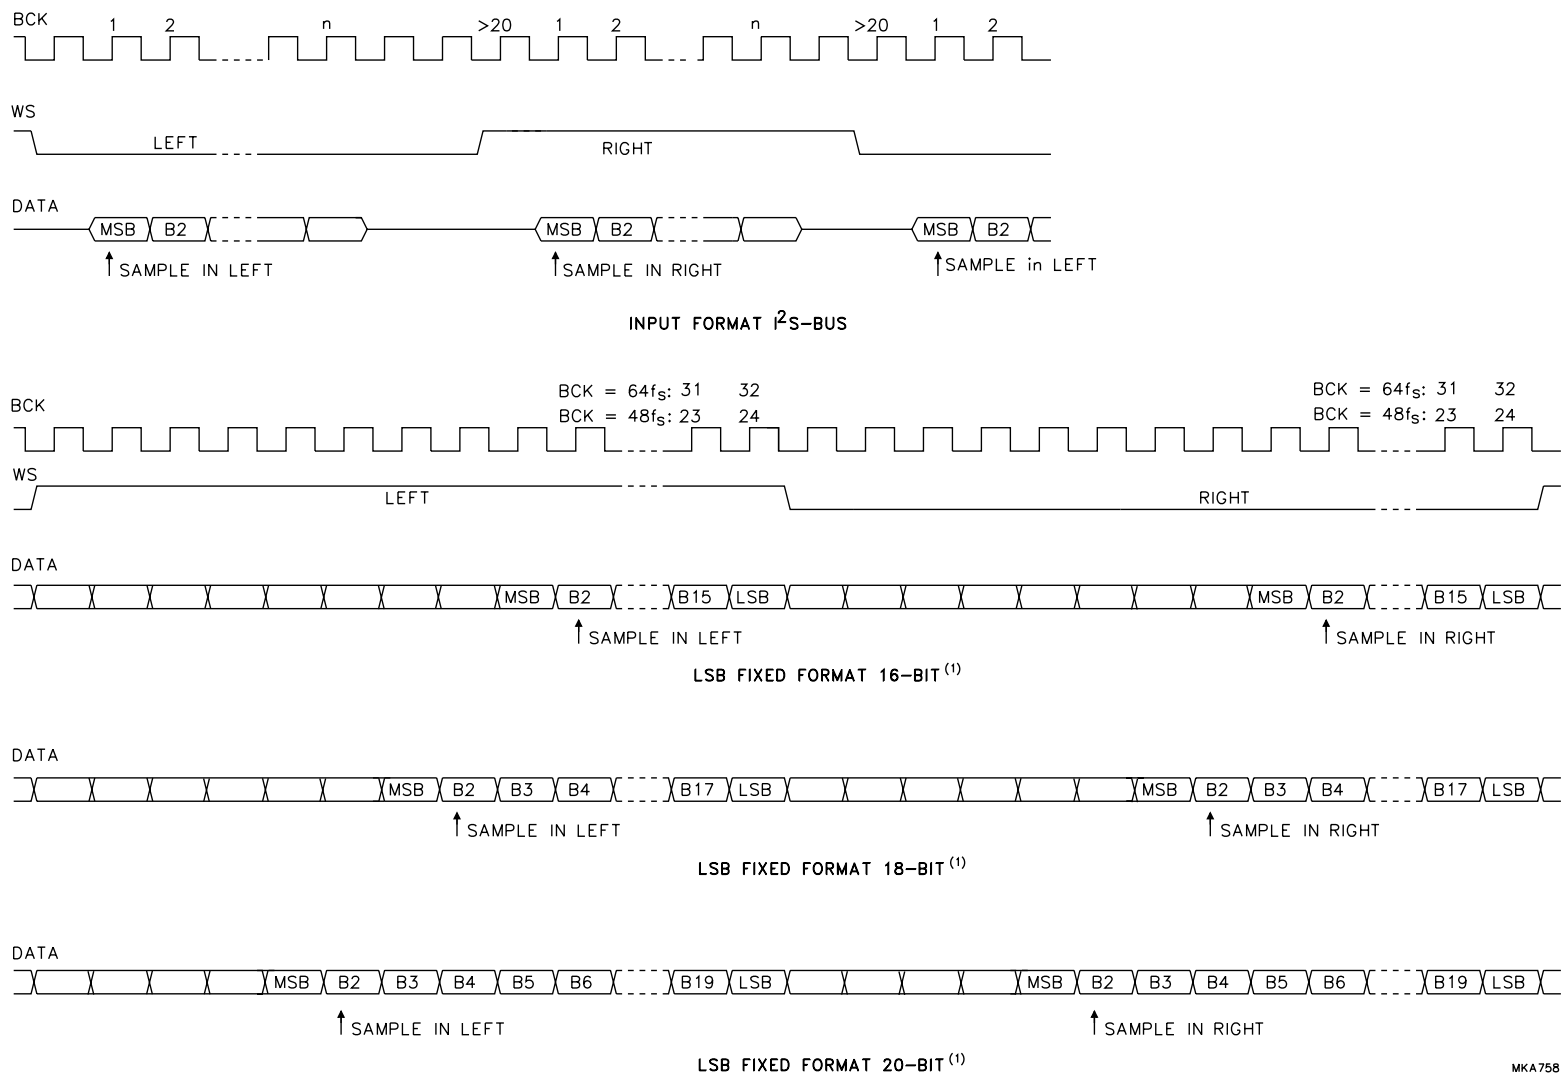 BCK 1 2 n >20 1 2 n >20 1 2
WS
LEFT RIGHT
DATA
MSB B2 MSB B2 MSB B2
SAMPLE IN LEFT SAMPLE IN RIGHT SAMPLE in LEFT
INPUT FORMAT I²S–BUS
BCK = 64fS: 31 32 BCK = 64fS: 31 32
BCK BCK = 48fS: 23 24 BCK = 48fS: 23 24
WS
LEFT RIGHT
DATA
MSB B2 B15 LSB MSB B2 B15 LSB
SAMPLE IN LEFT SAMPLE IN RIGHT
LSB FIXED FORMAT 16–BIT (1)
DATA
MSB B2 B3 B4 B17 LSB MSB B2 B3 B4 B17 LSB
SAMPLE IN LEFT SAMPLE IN RIGHT
LSB FIXED FORMAT 18–BIT (1)
DATA
MSB B2 B3 B4 B5 B6 B19 LSB MSB B2 B3 B4 B5 B6 B19 LSB
SAMPLE IN LEFT SAMPLE IN RIGHT
LSB FIXED FORMAT 20–BIT (1)
MKA758